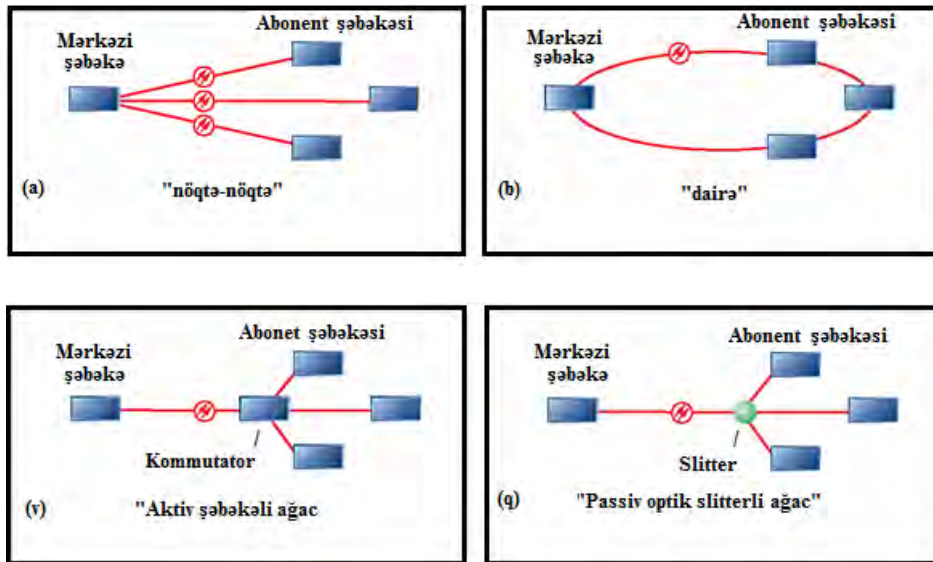 Mərkəzi
şəbəkə
Abonent şəbəkəsi
(a)
"nöqtə-nöqtə"
Mərkəzi
şəbəkə
Abonent şəbəkəsi
(b)
"dairə"
Mərkəzi
şəbəkə
Abonet şəbəkəsi
Kommutator
(v)
"Aktiv şəbəkəli ağac
Mərkəzi
şəbəkə
Abonent şəbəkəsi
Slitter
(q)
"Passiv optik slitterli ağac"